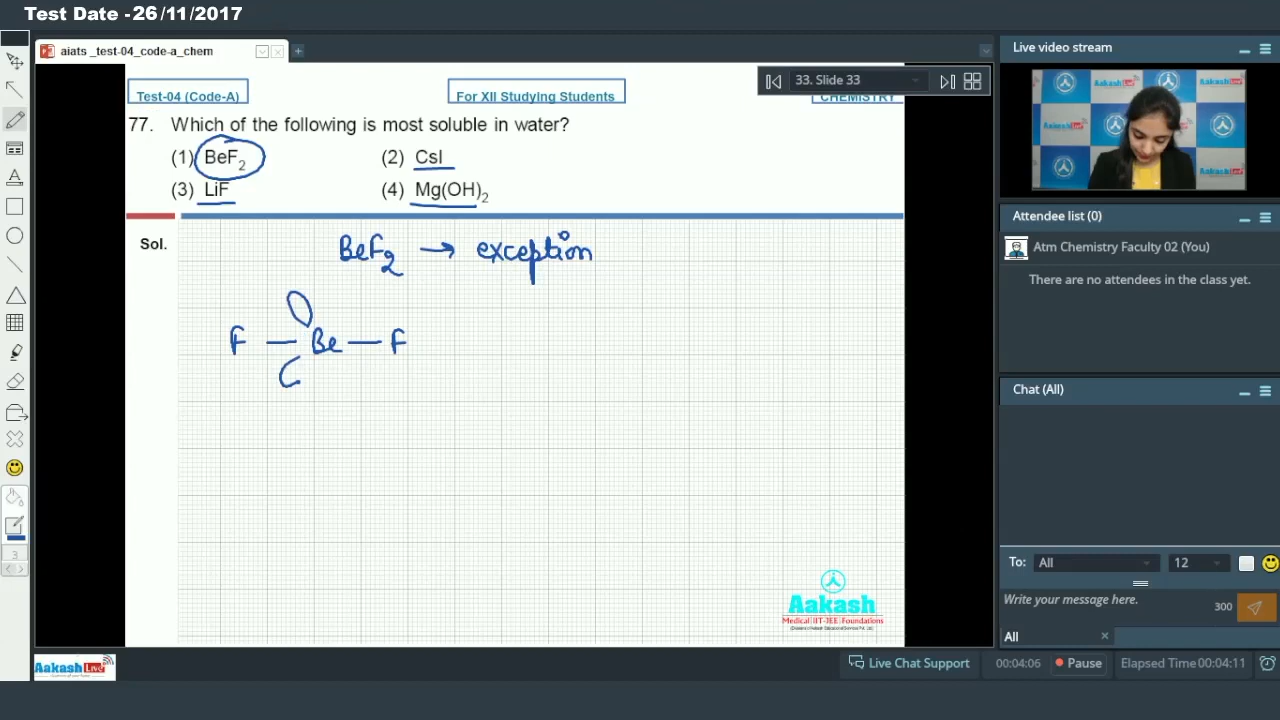 Test Date -26/11/2017
aiats _test-04_code-a_chem
Live video stream
33. Slide 33
Test-04 (Code-A)
For XII Studying Students
CHEMISTRY
77. Which of the following is most soluble in water?
(1) BeF2
(2) CsI
(3) LiF
(4) Mg(OH)2
Sol.
BeF2 → exception
F — Be — F
Aakash
Medical|IIT-JEE|Foundations
Aakash Live
Attendee list (0)
Atm Chemistry Faculty 02 (You)
There are no attendees in the class yet.
Chat (All)
To: All 12
Write your message here.
300
All
3
Live Chat Support
00:04:06
Pause
Elapsed Time 00:04:11